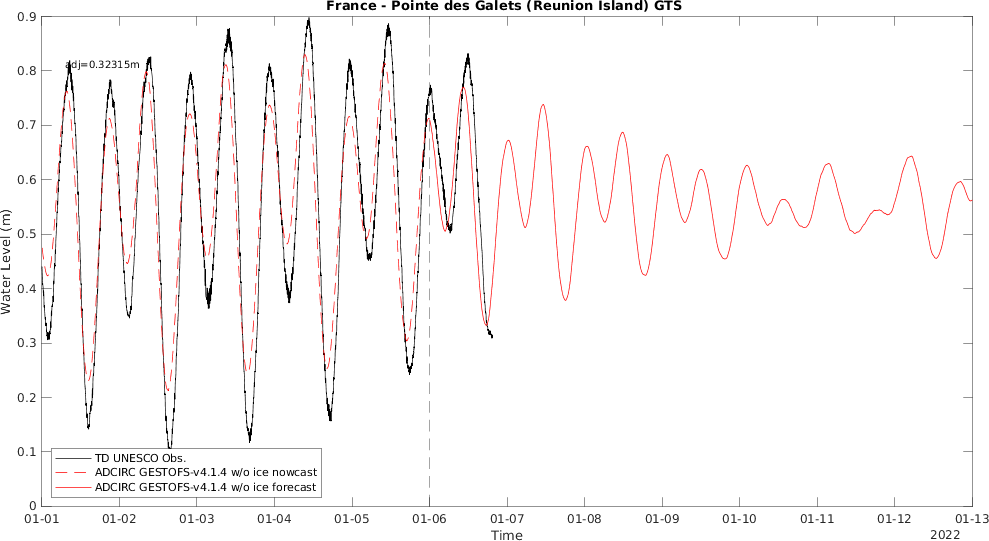 France - Pointe des Galets (Reunion Island) GTS
0.9
0.8
0.7
0.6
0.5
0.4
0.3
0.2
0.1
0
Water Level (m)
adj=0.32315m
TD UNESCO Obs.
ADCIRC GESTOFS-v4.1.4 w/o ice nowcast
ADCIRC GESTOFS-v4.1.4 w/o ice forecast
01-01 01-02 01-03 01-04 01-05 01-06 01-07 01-08 01-09 01-10 01-11 01-12 01-13
Time
2022